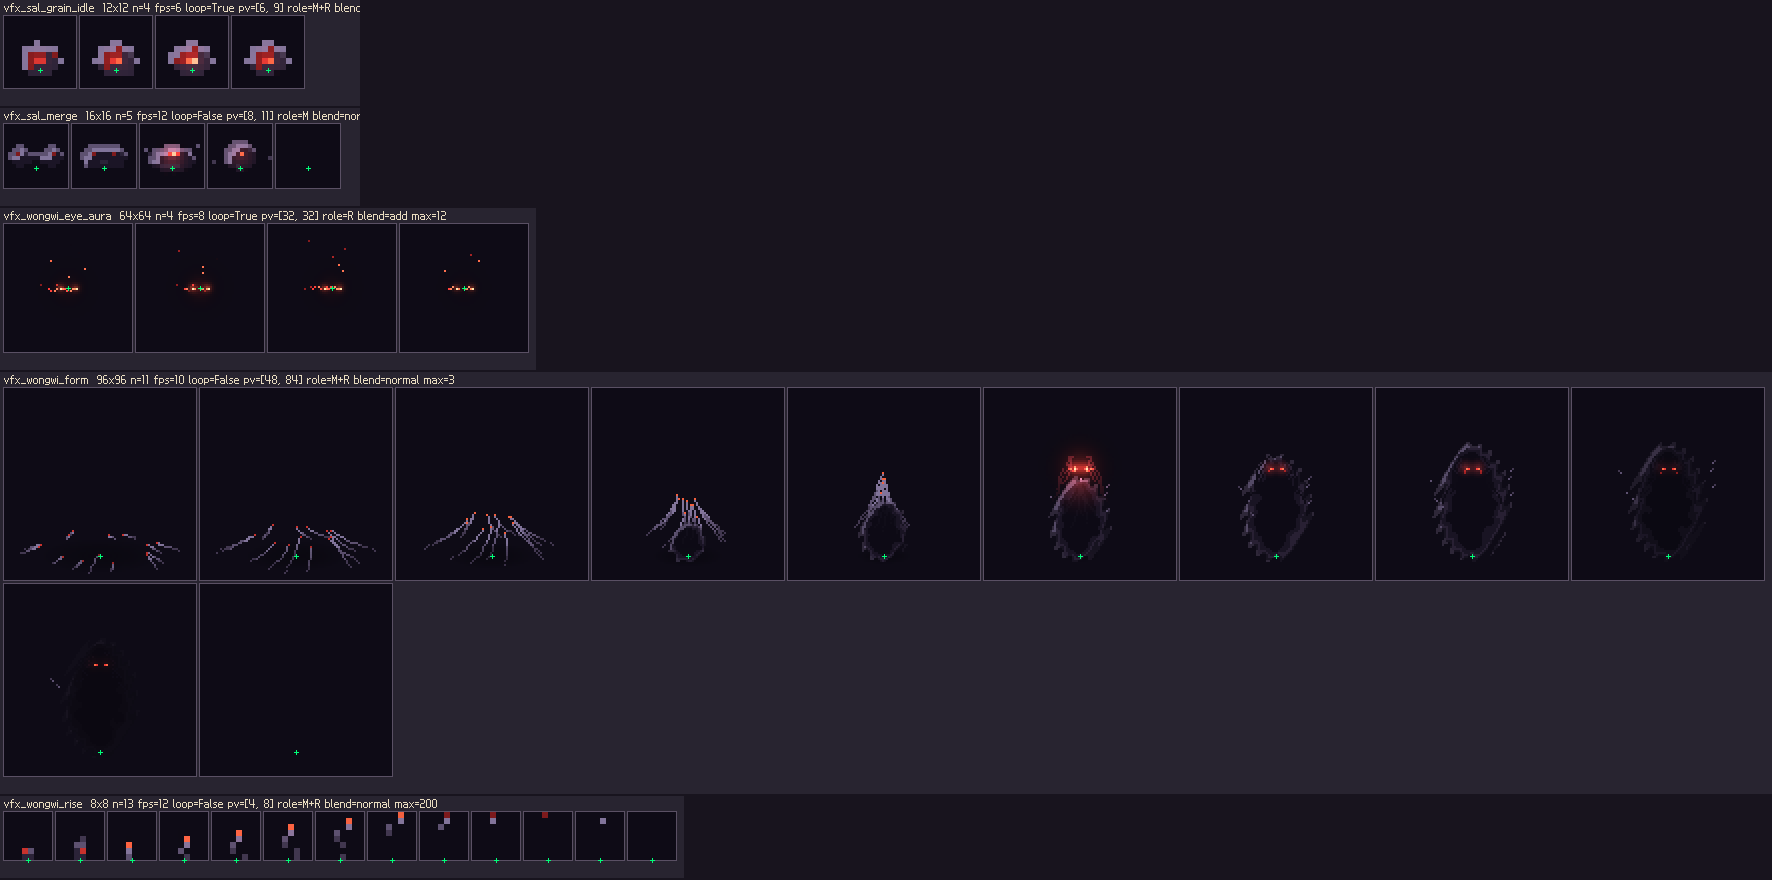 vfx_sal_grain_idle 12x12 n=4 fps=6 loop=True pv=[6, 9] role=M+R blenc
vfx_sal_merge 16x16 n=5 fps=12 loop=False pv=[8, 11] role=M blend=nor
vfx_wongwi_eye_aura 64x64 n=4 fps=8 loop=True pv=[32, 32] role=R blend=add max=12
vfx_wongwi_form 96x96 n=11 fps=10 loop=False pv=[48, 84] role=M+R blend=normal max=3
vfx_wongwi_rise 8x8 n=13 fps=12 loop=False pv=[4, 8] role=M+R blend=normal max=200